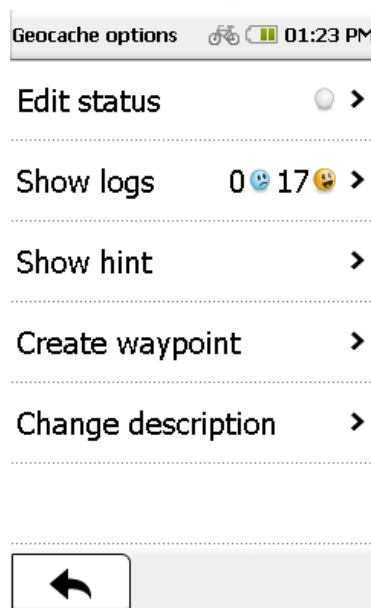 Geocache options 01:23 PM
Edit status
Show logs 0 17
Show hint
Create waypoint
Change description